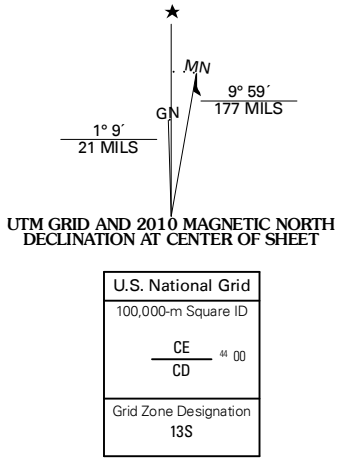 ★
MN
GN
9° 59´
177 MILS
1° 9´
21 MILS
UTM GRID AND 2010 MAGNETIC NORTH
DECLINATION AT CENTER OF SHEET
U.S. National Grid
100,000-m Square ID
CE
44 00
CD
Grid Zone Designation
13S